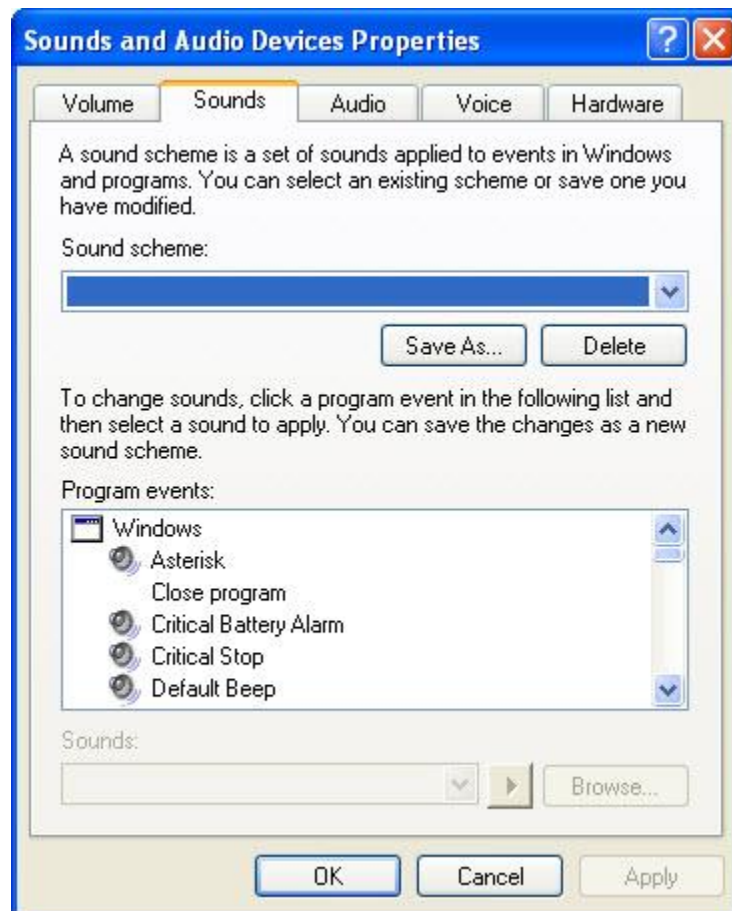 Sounds and Audio Devices Properties
Volume Sounds Audio Voice Hardware
A sound scheme is a set of sounds applied to events in Windows
and programs. You can select an existing scheme or save one you
have modified.
Sound scheme:
Save As... Delete
To change sounds, click a program event in the following list and
then select a sound to apply. You can save the changes as a new
sound scheme.
Program events:
Windows
Asterisk
Close program
Critical Battery Alarm
Critical Stop
Default Beep
Sounds:
Browse...
OK Cancel Apply